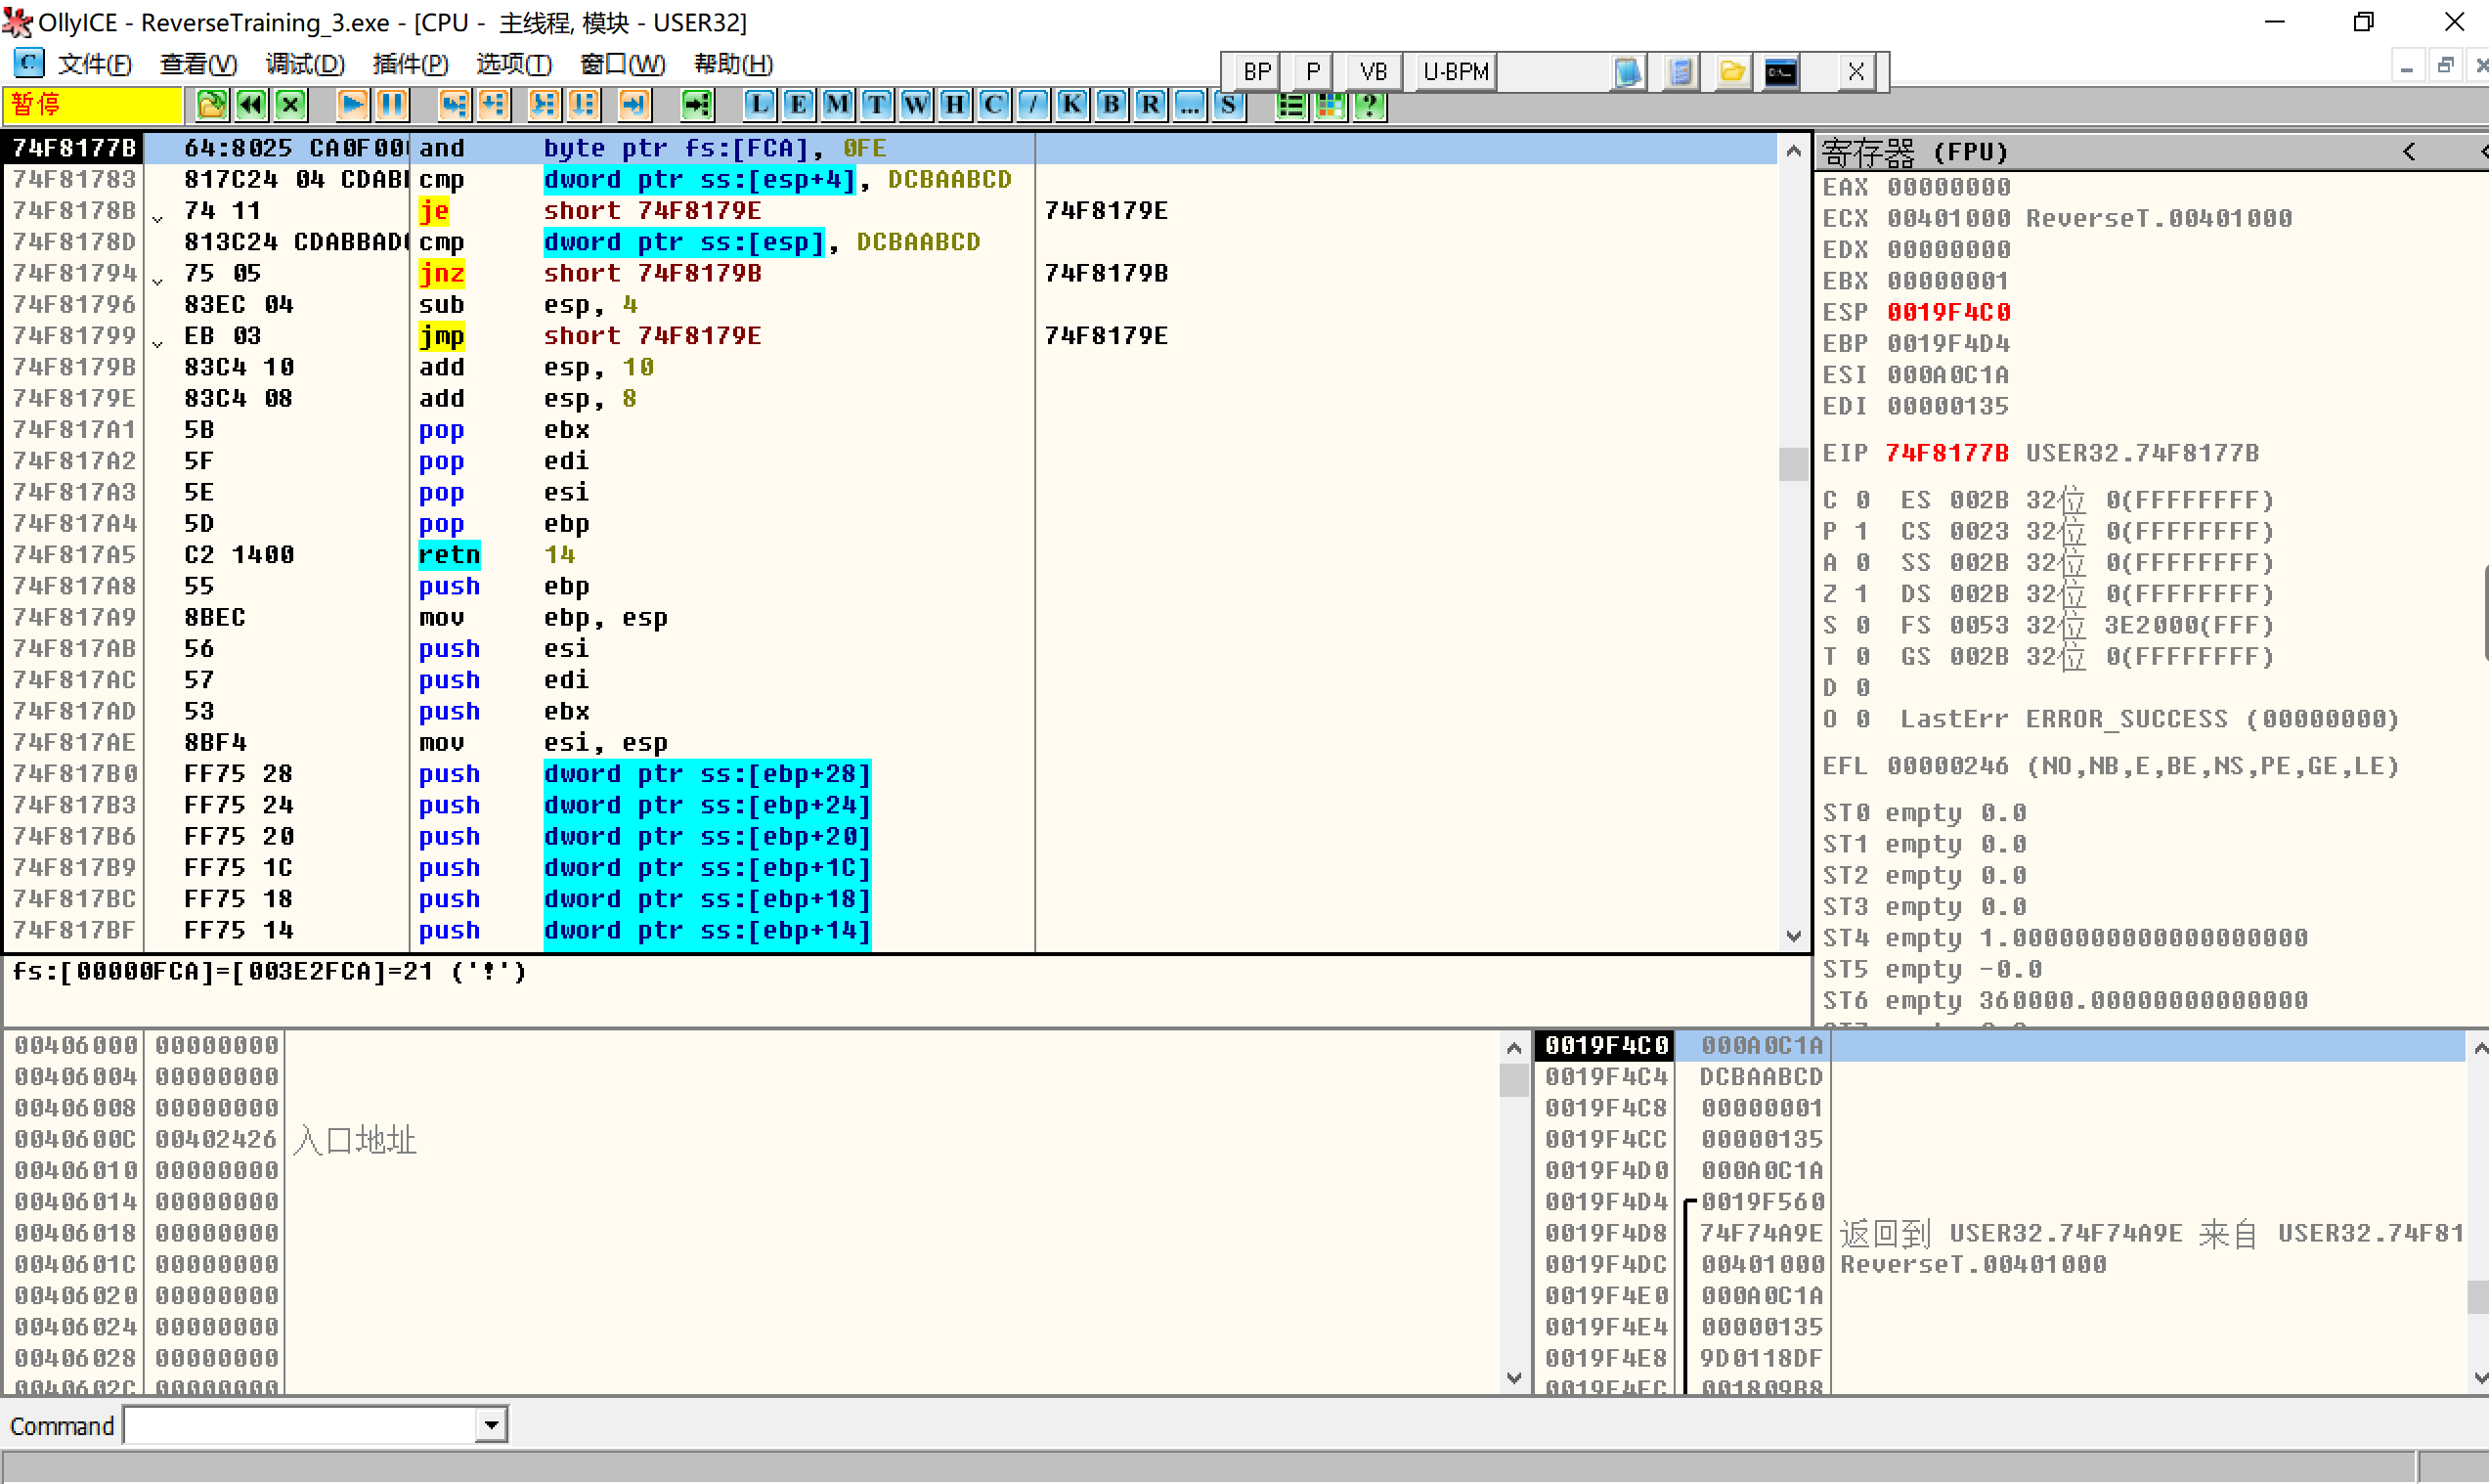 OllyICE - ReverseTraining_3.exe - [CPU - 主线程, 模块 - USER32]
C 文件(F) 查看(V) 调试(D) 插件(P) 选项(T) 窗口(W) 帮助(H)
BP P VB U-BPM X
暂停 L E M T W H C / K B R ... S ?
74F8177B 64:8025 CA0F00 and byte ptr fs:[FCA], 0FE
74F81783 817C24 04 CDAB cmp dword ptr ss:[esp+4], DCBAABCD
74F8178B 74 11 je short 74F8179E 74F8179E
74F8178D 813C24 CDABBAD cmp dword ptr ss:[esp], DCBAABCD
74F81794 75 05 jnz short 74F8179B 74F8179B
74F81796 83EC 04 sub esp, 4
74F81799 EB 03 jmp short 74F8179E 74F8179E
74F8179B 83C4 10 add esp, 10
74F8179E 83C4 08 add esp, 8
74F817A1 5B pop ebx
74F817A2 5F pop edi
74F817A3 5E pop esi
74F817A4 5D pop ebp
74F817A5 C2 1400 retn 14
74F817A8 55 push ebp
74F817A9 8BEC mov ebp, esp
74F817AB 56 push esi
74F817AC 57 push edi
74F817AD 53 push ebx
74F817AE 8BF4 mov esi, esp
74F817B0 FF75 28 push dword ptr ss:[ebp+28]
74F817B3 FF75 24 push dword ptr ss:[ebp+24]
74F817B6 FF75 20 push dword ptr ss:[ebp+20]
74F817B9 FF75 1C push dword ptr ss:[ebp+1C]
74F817BC FF75 18 push dword ptr ss:[ebp+18]
74F817BF FF75 14 push dword ptr ss:[ebp+14]
fs:[00000FCA]=[003E2FCA]=21 ('!')
寄存器 (FPU) <
EAX 00000000
ECX 00401000 ReverseT.00401000
EDX 00000000
EBX 00000001
ESP 0019F4C0
EBP 0019F4D4
ESI 000A0C1A
EDI 00000135
EIP 74F8177B USER32.74F8177B
C 0 ES 002B 32位 0(FFFFFFFF)
P 1 CS 0023 32位 0(FFFFFFFF)
A 0 SS 002B 32位 0(FFFFFFFF)
Z 1 DS 002B 32位 0(FFFFFFFF)
S 0 FS 0053 32位 3E2000(FFF)
T 0 GS 002B 32位 0(FFFFFFFF)
D 0
O 0 LastErr ERROR_SUCCESS (00000000)
EFL 00000246 (NO,NB,E,BE,NS,PE,GE,LE)
ST0 empty 0.0
ST1 empty 0.0
ST2 empty 0.0
ST3 empty 0.0
ST4 empty 1.0000000000000000000
ST5 empty -0.0
ST6 empty 360000.00000000000000
00406000 00000000
00406004 00000000
00406008 00000000
0040600C 00402426 入口地址
00406010 00000000
00406014 00000000
00406018 00000000
0040601C 00000000
00406020 00000000
00406024 00000000
00406028 00000000
0040602C 00000000
0019F4C0 000A0C1A
0019F4C4 DCBAABCD
0019F4C8 00000001
0019F4CC 00000135
0019F4D0 000A0C1A
0019F4D4 0019F560
0019F4D8 74F74A9E 返回到 USER32.74F74A9E 来自 USER32.74F81
0019F4DC 00401000 ReverseT.00401000
0019F4E0 000A0C1A
0019F4E4 00000135
0019F4E8 9D0118DF
0019F4EC 001809B8
Command